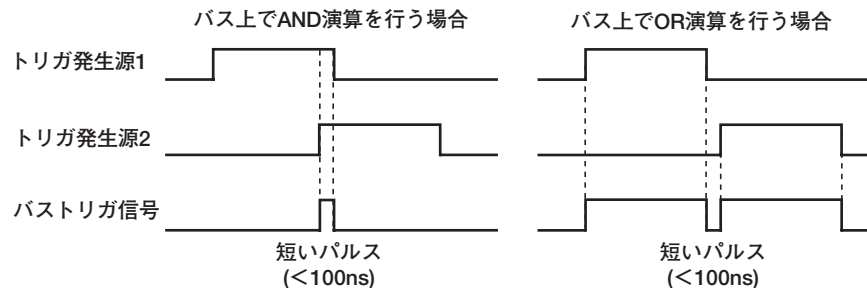 バス上でAND演算を行う場合
バス上でOR演算を行う場合
トリガ発生源1
トリガ発生源2
バストリガ信号
短いパルス
(＜100ns)
短いパルス
(＜100ns)